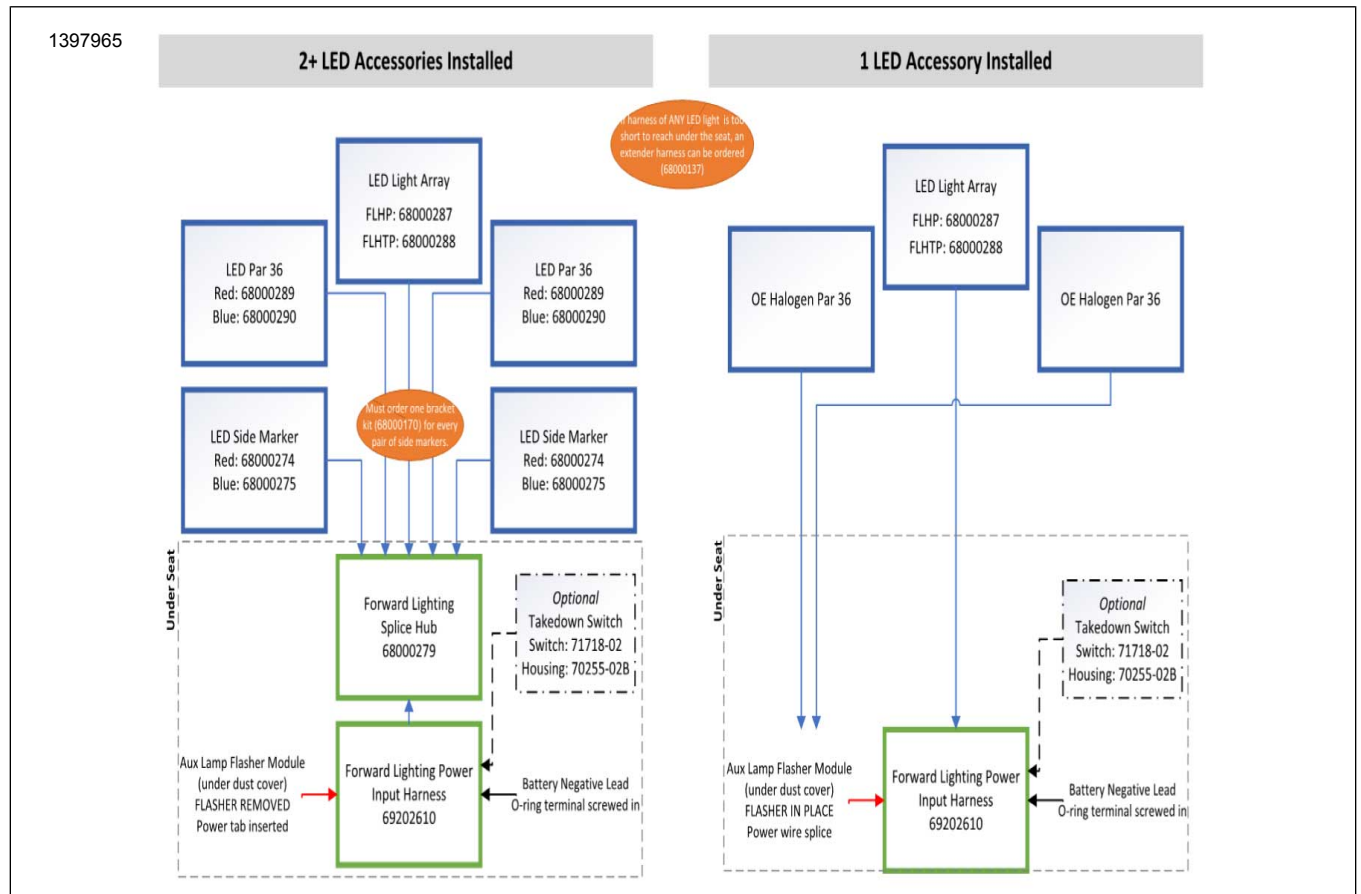 1397965
2+ LED Accessories Installed
1 LED Accessory Installed
harness of ANY LED light is too
short to reach under the seat, an
extender harness can be ordered
(68000137)
LED Light Array
FLHP: 68000287
FLHTP: 68000288
LED Par 36
Red: 68000289
Blue: 68000290
LED Par 36
Red: 68000289
Blue: 68000290
Must order one bracket
kit (68000170) for every
pair of side markers.
LED Side Marker
Red: 68000274
Blue: 68000275
LED Side Marker
Red: 68000274
Blue: 68000275
Under Seat
Forward Lighting
Splice Hub
68000279
Optional
Takedown Switch
Switch: 71718-02
Housing: 70255-02B
Aux Lamp Flasher Module
(under dust cover)
FLASHER REMOVED
Power tab inserted
Forward Lighting Power
Input Harness
69202610
Battery Negative Lead
O-ring terminal screwed in
LED Light Array
FLHP: 68000287
FLHTP: 68000288
OE Halogen Par 36
OE Halogen Par 36
Under Seat
Optional
Takedown Switch
Switch: 71718-02
Housing: 70255-02B
Aux Lamp Flasher Module
(under dust cover)
FLASHER IN PLACE
Power wire splice
Forward Lighting Power
Input Harness
69202610
Battery Negative Lead
O-ring terminal screwed in